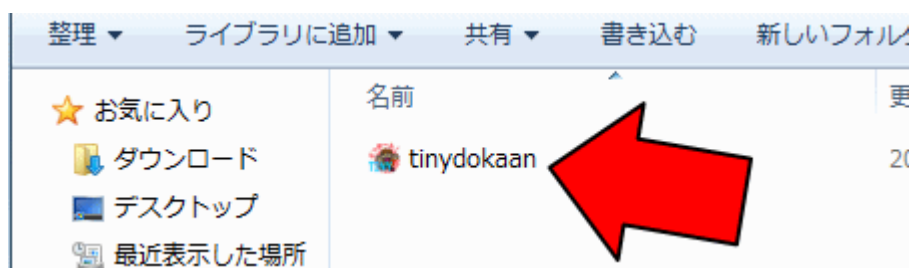 整理 ライブラリに追加 共有 書き込む 新しいフォル
お気に入り
ダウンロード
デスクトップ
最近表示した場所
名前 更
tinydokaan 20